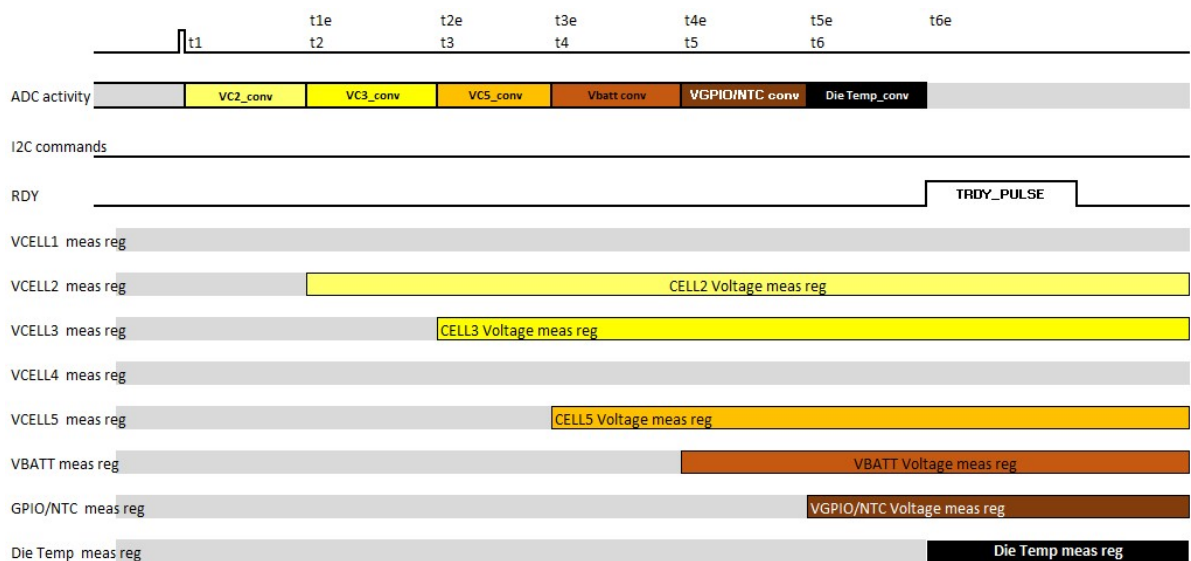 t1e t2e t3e t4e t5e t6e
t1 t2 t3 t4 t5 t6
ADC activity VC2_conv VC3_conv VC5_conv Vbatt conv VGPIO/NTC conv Die Temp_conv
I2C commands
RDY TRDY_PULSE
VCELL1 meas reg
VCELL2 meas reg CELL2 Voltage meas reg
VCELL3 meas reg CELL3 Voltage meas reg
VCELL4 meas reg
VCELL5 meas reg CELL5 Voltage meas reg
VBATT meas reg VBATT Voltage meas reg
GPIO/NTC meas reg VGPIO/NTC Voltage meas reg
Die Temp meas reg Die Temp meas reg